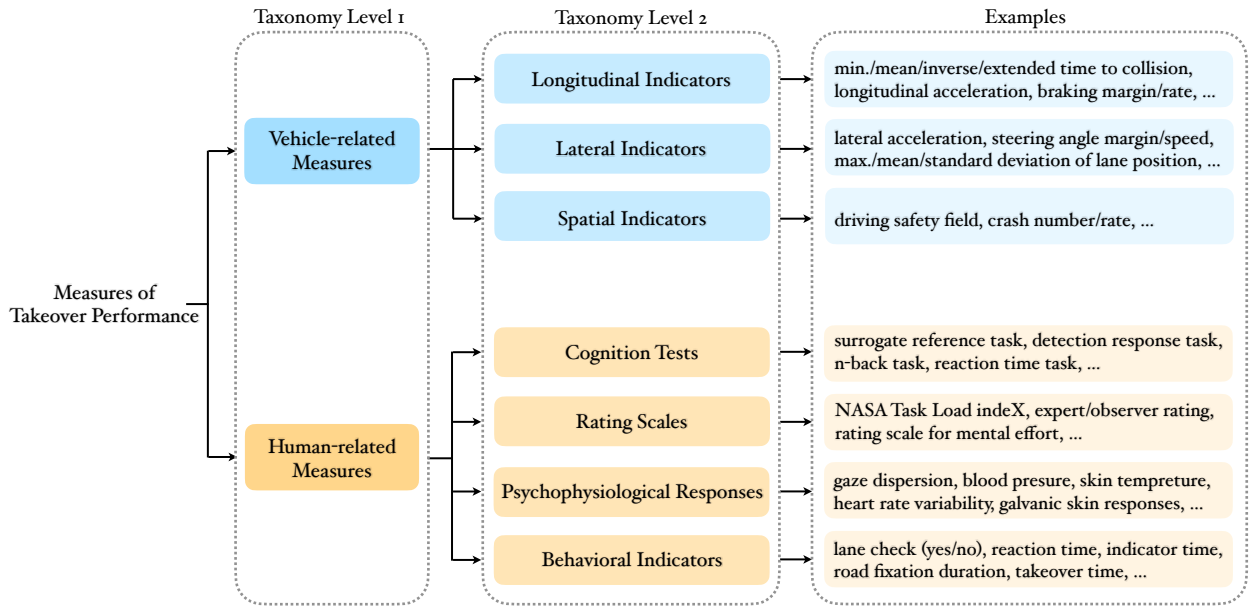 Taxonomy Level 1
Taxonomy Level 2
Examples
Measures of
Takeover Performance
Vehicle-related
Measures
Longitudinal Indicators
min./mean/inverse/extended time to collision,
longitudinal acceleration, braking margin/rate, ...
Lateral Indicators
lateral acceleration, steering angle margin/speed,
max./mean/standard deviation of lane position, ...
Spatial Indicators
driving safety field, crash number/rate, ...
Human-related
Measures
Cognition Tests
surrogate reference task, detection response task,
n-back task, reaction time task, ...
Rating Scales
NASA Task Load indeX, expert/observer rating,
rating scale for mental effort, ...
Psychophysiological Responses
gaze dispersion, blood presure, skin tempreture,
heart rate variability, galvanic skin responses, ...
Behavioral Indicators
lane check (yes/no), reaction time, indicator time,
road fixation duration, takeover time, ...